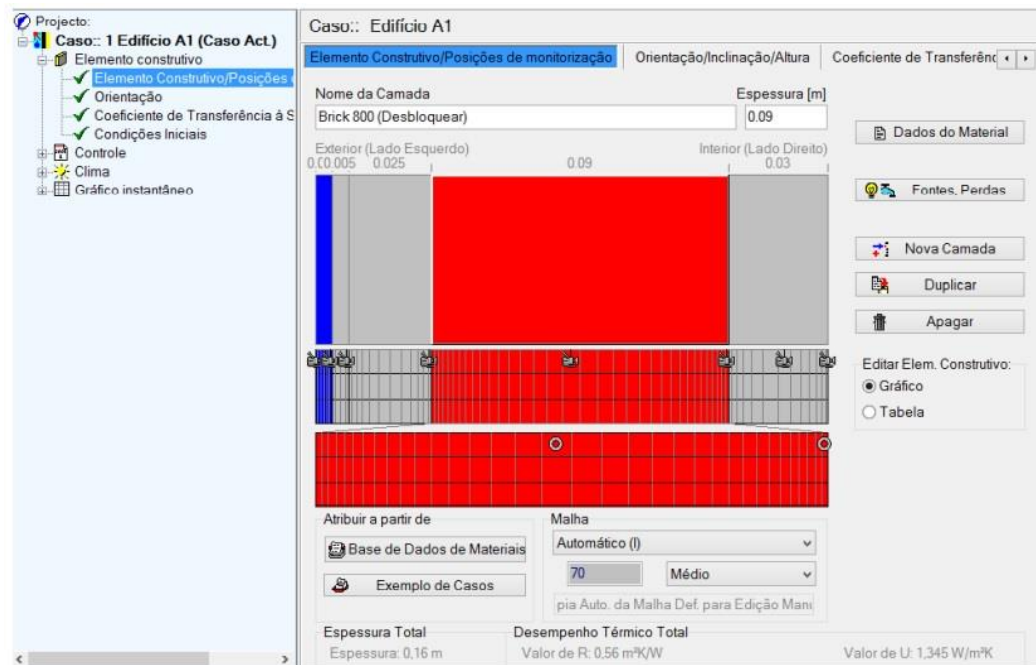 Projecto:
Caso:: 1 Edifício A1 (Caso Act.)
Elemento construtivo
Elemento Construtivo/Posições d
Orientação
Coeficiente de Transferência à S
Condições Iniciais
Controle
Clima
Gráfico instantâneo
Caso:: Edifício A1
Elemento Construtivo/Posições de monitorização
Orientação/Inclinação/Altura
Coeficiente de Transferênc
Nome da Camada
Espessura [m]
Brick 800 (Desbloquear)
0.09
Exterior (Lado Esquerdo)
Interior (Lado Direito)
0.0 0.005 0.025 0.09 0.03
Dados do Material
Fontes, Perdas
Nova Camada
Duplicar
Apagar
Editar Elem. Construtivo:
Gráfico
Tabela
Atribuir a partir de
Base de Dados de Materiais
Exemplo de Casos
Malha
Automático (I)
70
Médio
pia Auto. da Malha Def. para Edição Manu
Espessura Total
Espessura: 0,16 m
Desempenho Térmico Total
Valor de R: 0,56 m²K/W
Valor de U: 1,345 W/m²K